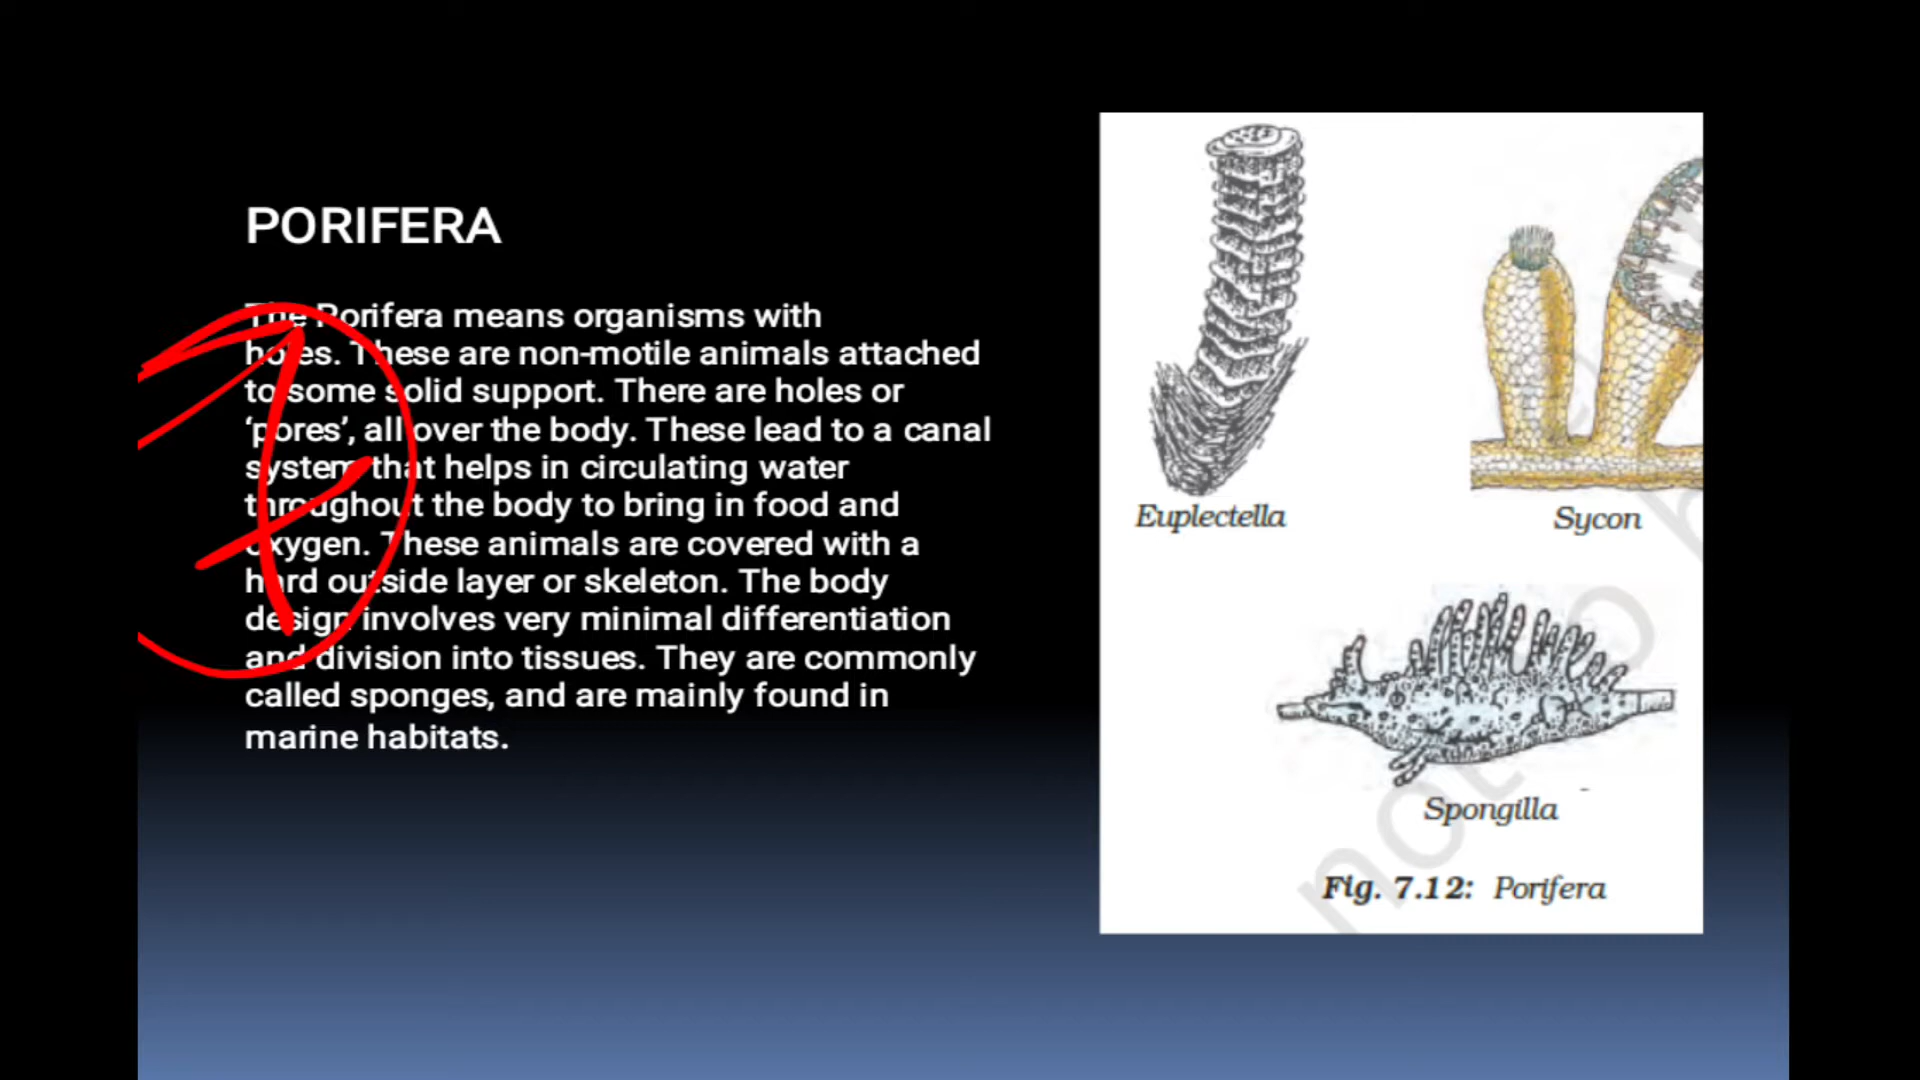 PORIFERA
The Porifera means organisms with
holes. These are non-motile animals attached
to some solid support. There are holes or
‘pores’, all over the body. These lead to a canal
system that helps in circulating water
throughout the body to bring in food and
oxygen. These animals are covered with a
hard outside layer or skeleton. The body
design involves very minimal differentiation
and division into tissues. They are commonly
called sponges, and are mainly found in
marine habitats.
Euplectella
Sycon
Spongilla
Fig. 7.12: Porifera
not to b